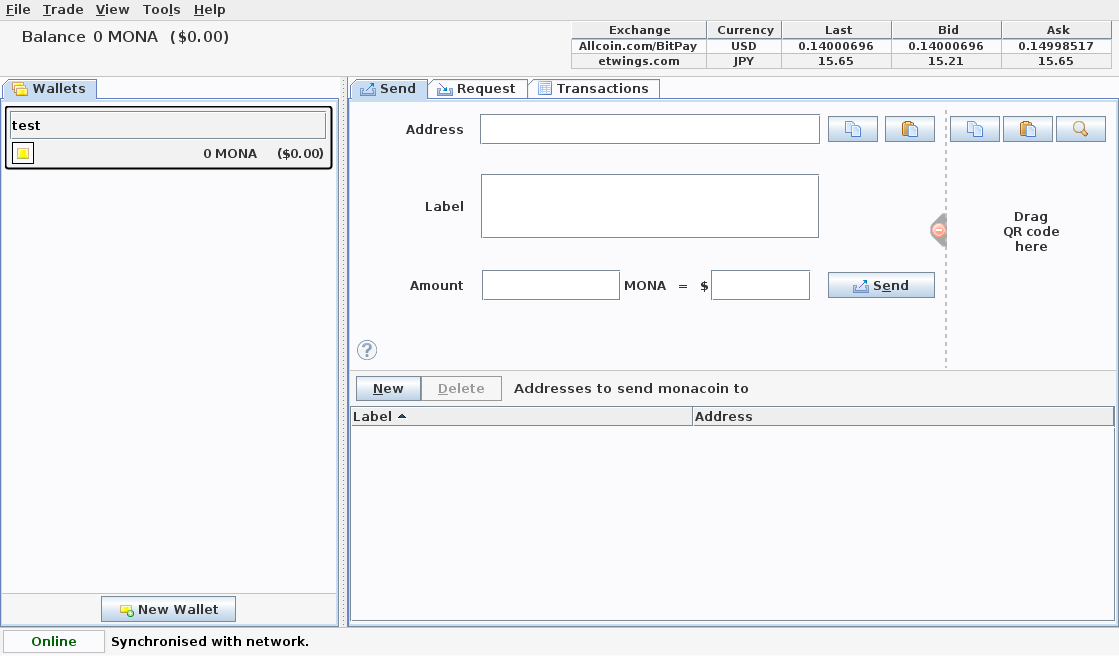 File Trade View Tools Help
Balance 0 MONA ($0.00)
Exchange Currency Last Bid Ask
Allcoin.com/BitPay USD 0.14000696 0.14000696 0.14998517
etwings.com JPY 15.65 15.21 15.65
Wallets
Send Request Transactions
test
0 MONA ($0.00)
Address
Label
Drag
QR code
here
Amount MONA = $ Send
?
New Delete Addresses to send monacoin to
Label Address
New Wallet
Online Synchronised with network.